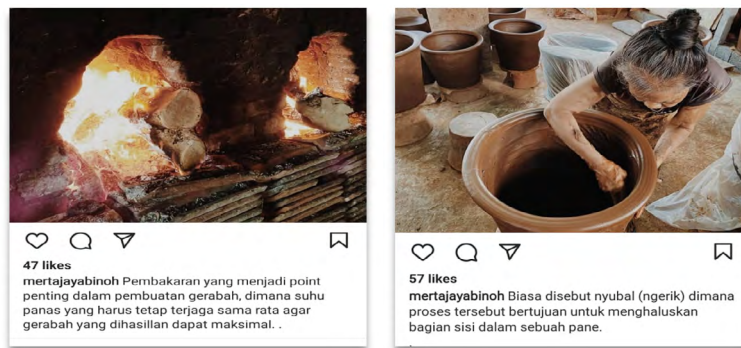 47 likes
mertajayabinoh Pembakaran yang menjadi point
penting dalam pembuatan gerabah, dimana suhu
panas yang harus tetap terjaga sama rata agar
gerabah yang dihasillan dapat maksimal. .
57 likes
mertajayabinoh Biasa disebut nyubal (ngerik) dimana
proses tersebut bertujuan untuk menghaluskan
bagian sisi dalam sebuah pane.
.